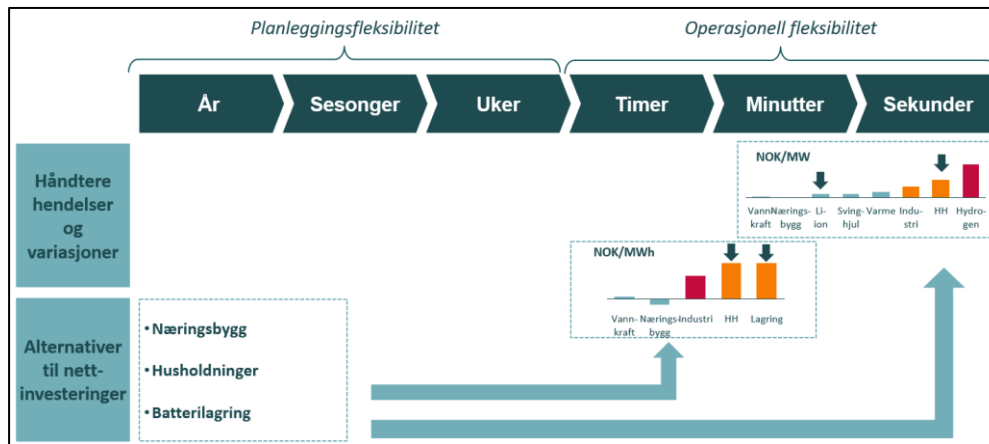 Planleggingsfleksibilitet
Operasjonell fleksibilitet
År
Sesonger
Uker
Timer
Minutter
Sekunder
Håndtere
hendelser
og
variasjoner
NOK/MW
Vann-
kraft
Nærings-
bygg
Li-
ion
Sving-
hjul
Varme
Indu-
stri
HH
Hydro-
gen
NOK/MWh
Vann-
kraft
Nærings-
bygg
Industri
HH
Lagring
Alternativer
til nett-
investeringer
•Næringsbygg
•Husholdninger
•Batterilagring